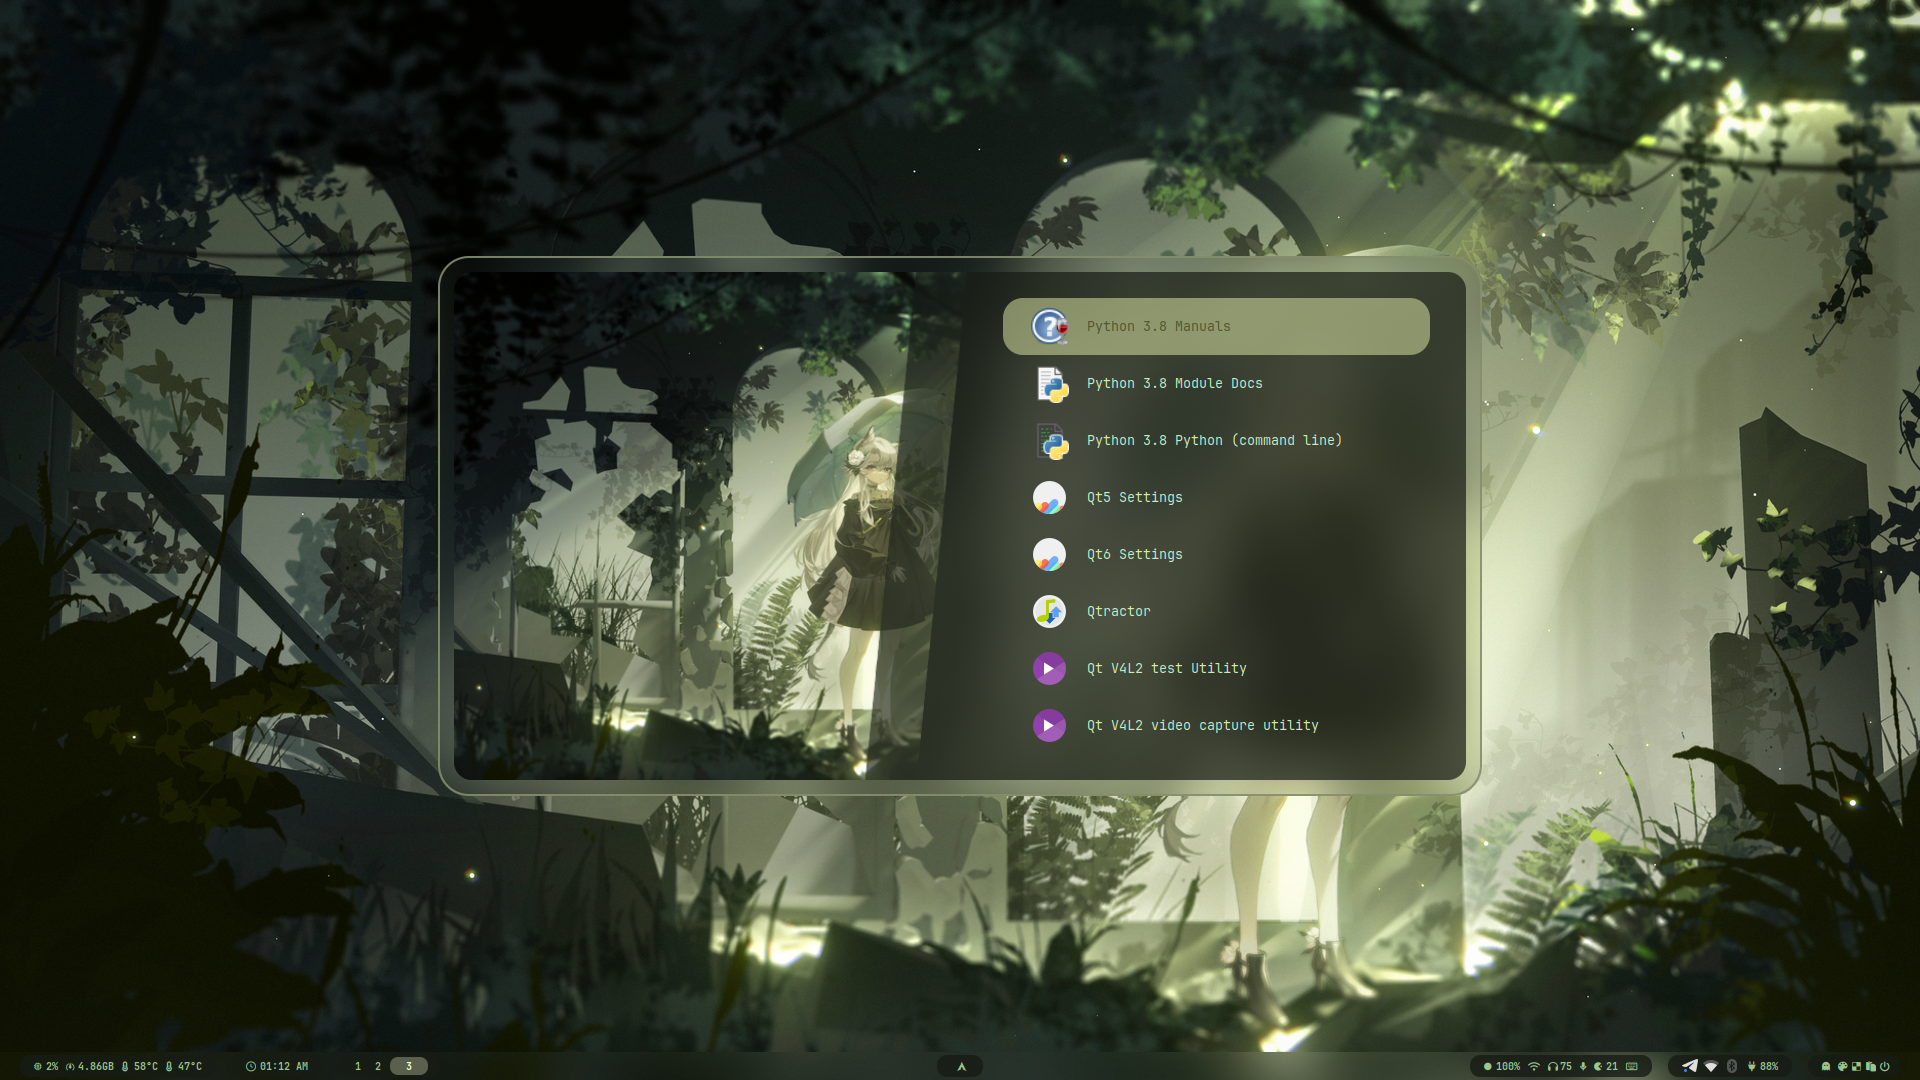 Python 3.8 Manuals
Python 3.8 Module Docs
Python 3.8 Python (command line)
Qt5 Settings
Qt6 Settings
Qtractor
Qt V4L2 test Utility
Qt V4L2 video capture utility
2% 4.86GB 58°C 47°C 01:12 AM 1 2 3 100% 75 21 88%